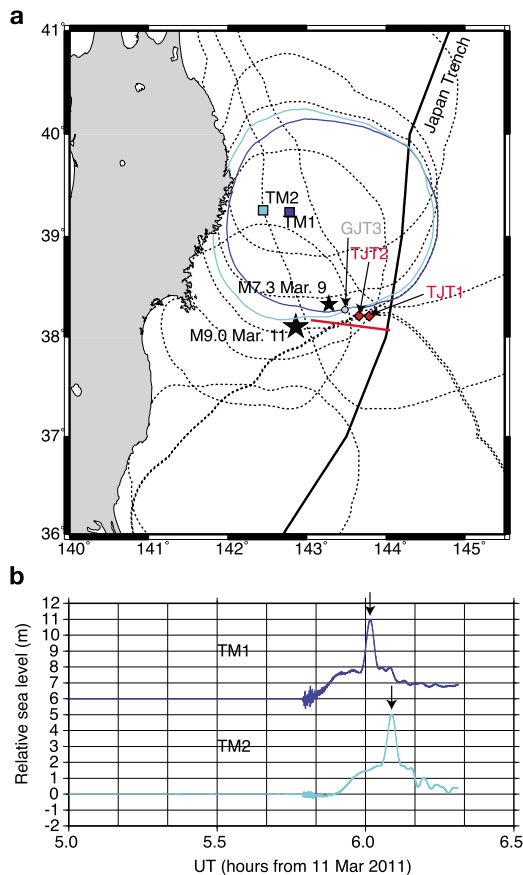 a
41°
40°
39°
38°
37°
36°
140°
141°
142°
143°
144°
145°
Japan Trench
TM2
TM1
GJT3
TJT2
TJT1
M7.3 Mar. 9
M9.0 Mar. 11
b
Relative sea level (m)
12
11
10
9
8
7
6
5
4
3
2
1
0
-1
-2
TM1
TM2
5.0
5.5
6.0
6.5
UT (hours from 11 Mar 2011)